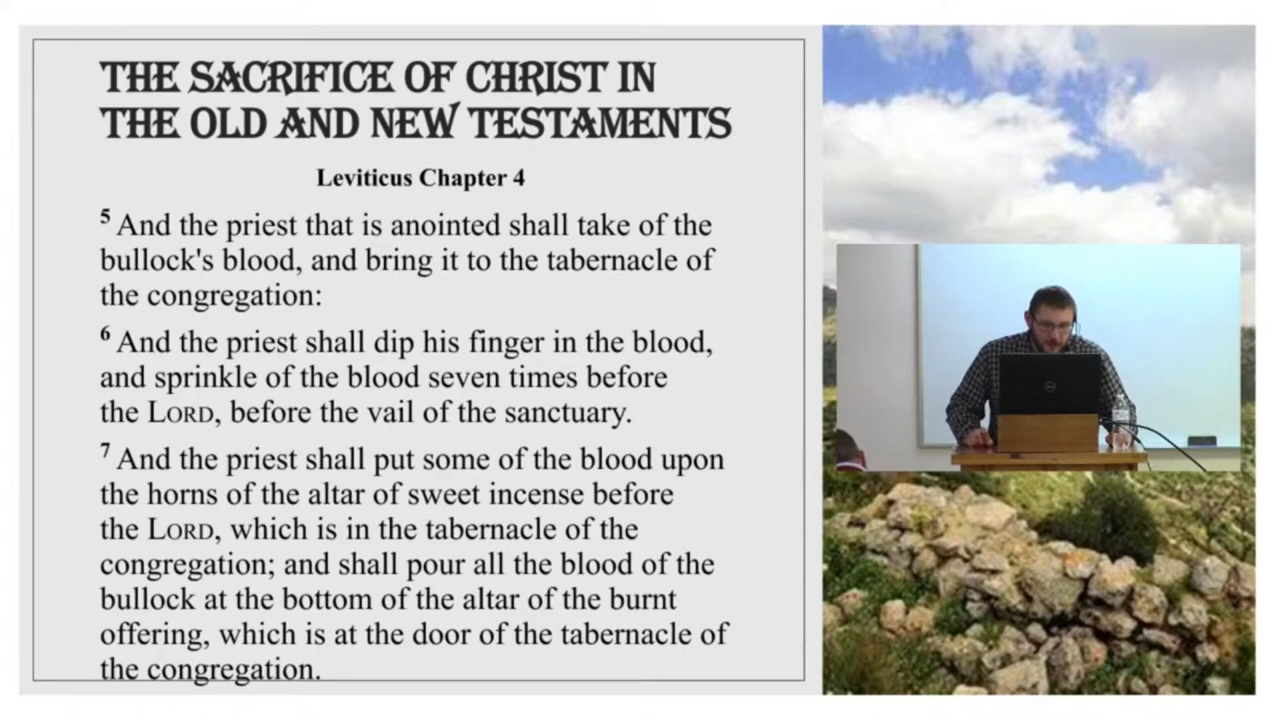 THE SACRIFICE OF CHRIST IN
THE OLD AND NEW TESTAMENTS
Leviticus Chapter 4
5 And the priest that is anointed shall take of the
bullock's blood, and bring it to the tabernacle of
the congregation:
6 And the priest shall dip his finger in the blood,
and sprinkle of the blood seven times before
the LORD, before the vail of the sanctuary.
7 And the priest shall put some of the blood upon
the horns of the altar of sweet incense before
the LORD, which is in the tabernacle of the
congregation; and shall pour all the blood of the
bullock at the bottom of the altar of the burnt
offering, which is at the door of the tabernacle of
the congregation.